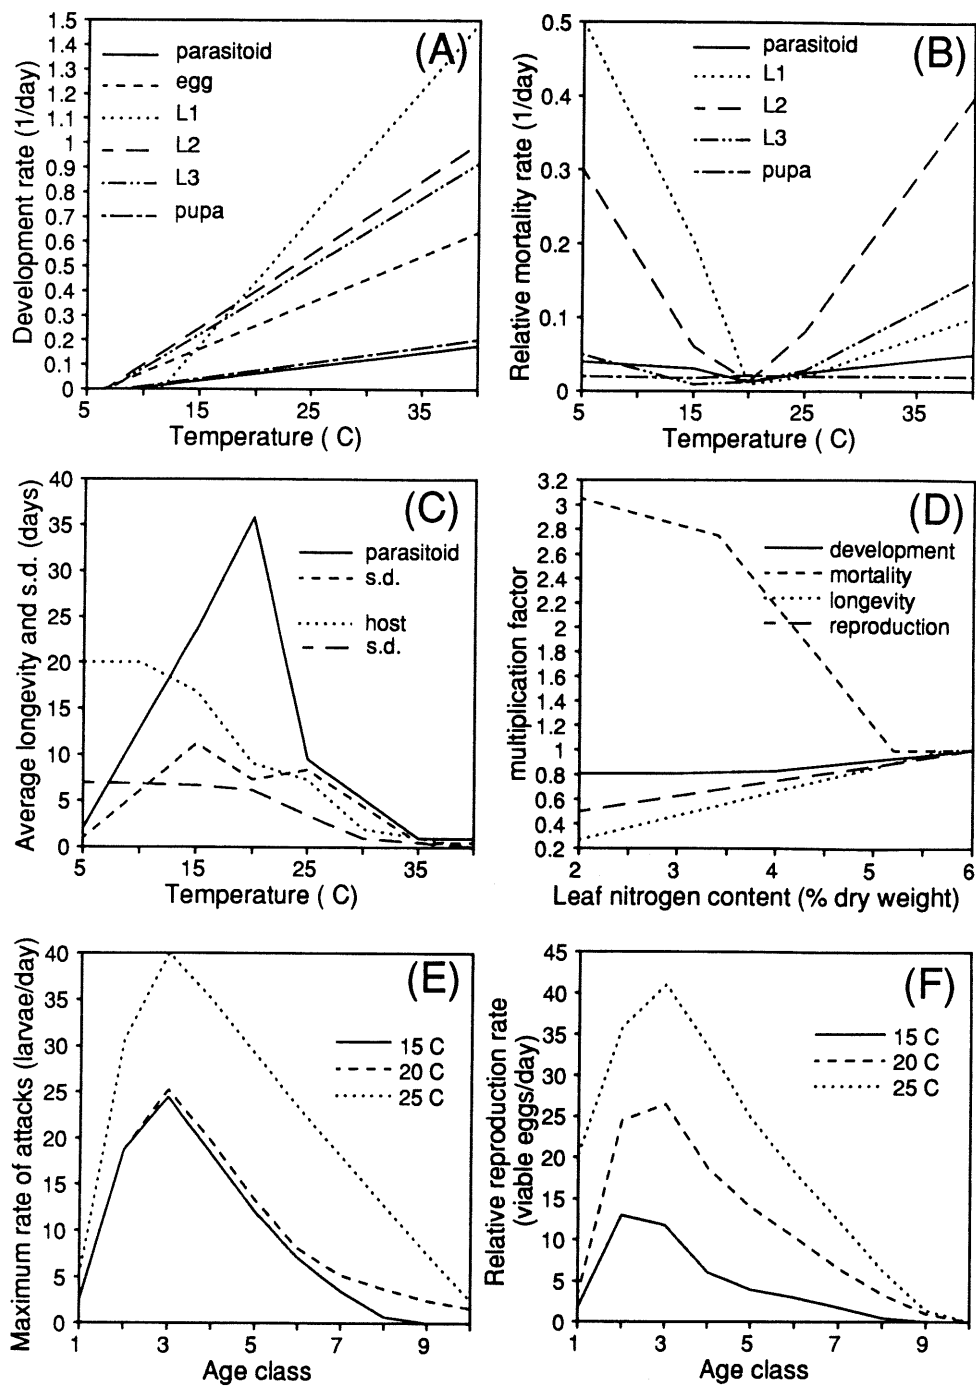 (A)
Development rate (1/day)
1.5
1.4
1.3
1.2
1.1
1
0.9
0.8
0.7
0.6
0.5
0.4
0.3
0.2
0.1
0
parasitoid
egg
L1
L2
L3
pupa
5
15
25
35
Temperature ( C)
(B)
Relative mortality rate (1/day)
0.5
0.4
0.3
0.2
0.1
0
parasitoid
L1
L2
L3
pupa
5
15
25
35
Temperature ( C)
(C)
Average longevity and s.d. (days)
40
35
30
25
20
15
10
5
0
parasitoid
s.d.
host
s.d.
5
15
25
35
Temperature ( C)
(D)
multiplication factor
3.2
3
2.8
2.6
2.4
2.2
2
1.8
1.6
1.4
1.2
1
0.8
0.6
0.4
0.2
development
mortality
longevity
reproduction
2
3
4
5
6
Leaf nitrogen content (% dry weight)
(E)
Maximum rate of attacks (larvae/day)
40
35
30
25
20
15
10
5
0
15 C
20 C
25 C
1
3
5
7
9
Age class
(F)
Relative reproduction rate
(viable eggs/day)
45
40
35
30
25
20
15
10
5
0
15 C
20 C
25 C
1
3
5
7
9
Age class